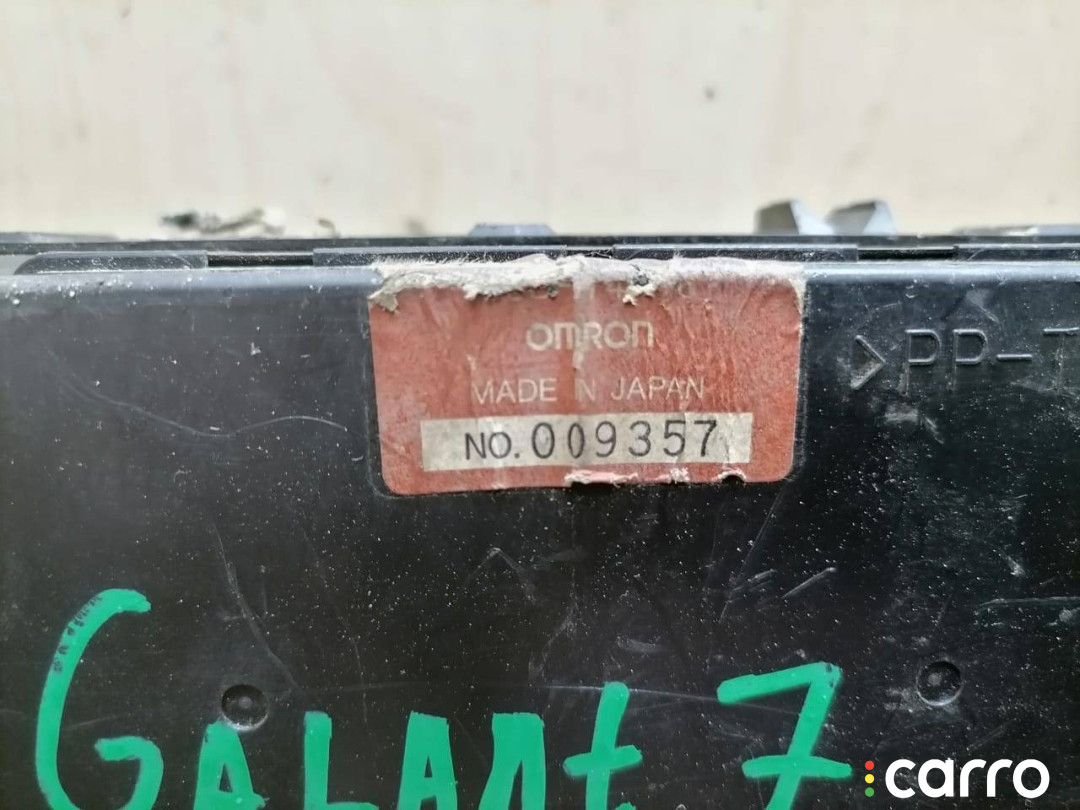 OMRON
MADE IN JAPAN
NO. 009357
>PP-T
GALANT 7
carro